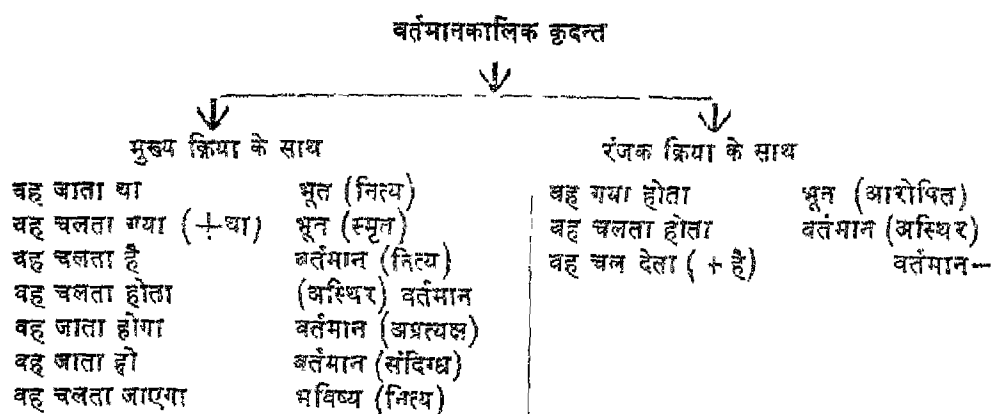 वर्तमानकालिक कृदन्त
मुख्य क्रिया के साथ
वह जाता था भूत (नित्य)
वह चलता गया (+था) भूत (स्मृत)
वह चलता है वर्तमान (नित्य)
वह चलता होता (अस्थिर) वर्तमान
वह जाता होगा वर्तमान (अप्रत्यक्ष)
वह जाता हो वर्तमान (संदिग्ध)
वह चलता जाएगा भविष्य (नित्य)
रंजक क्रिया के साथ
वह गया होता भूत (आरोपित)
वह चलता होता वर्तमान (अस्थिर)
वह चल देता (+ है) वर्तमान--